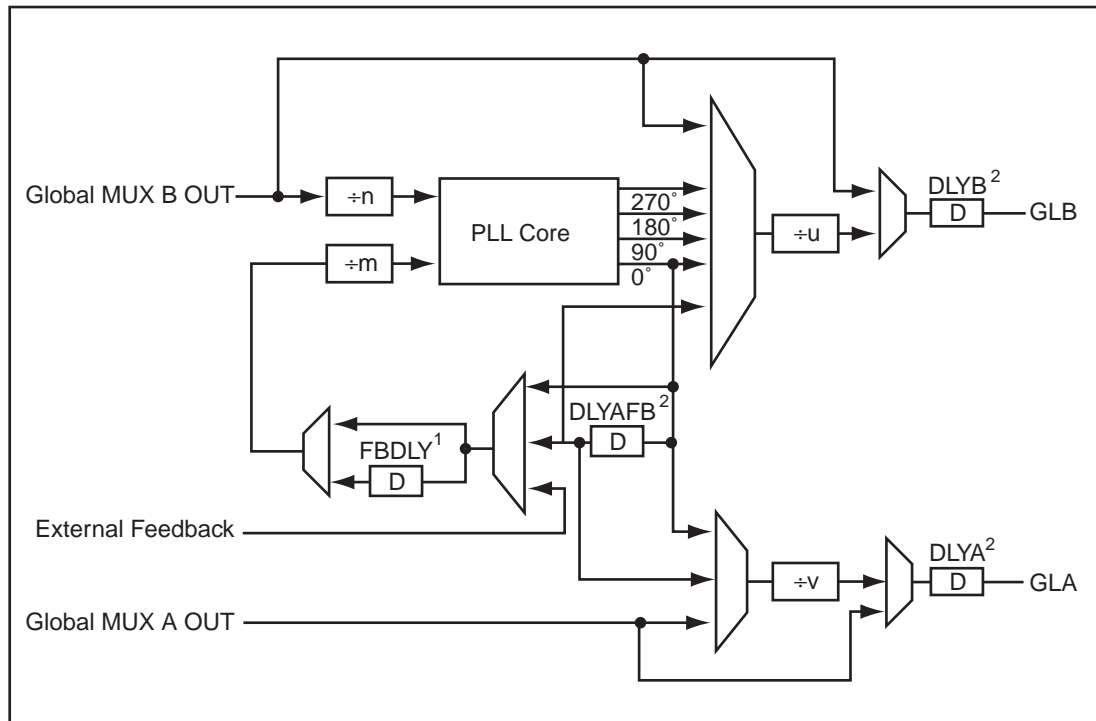 Global MUX B OUT
÷n
÷m
PLL Core
270°
180°
90°
0°
÷u
DLYB²
D
GLB
DLYAFB²
D
FBDLY¹
D
External Feedback
Global MUX A OUT
÷v
DLYA²
D
GLA